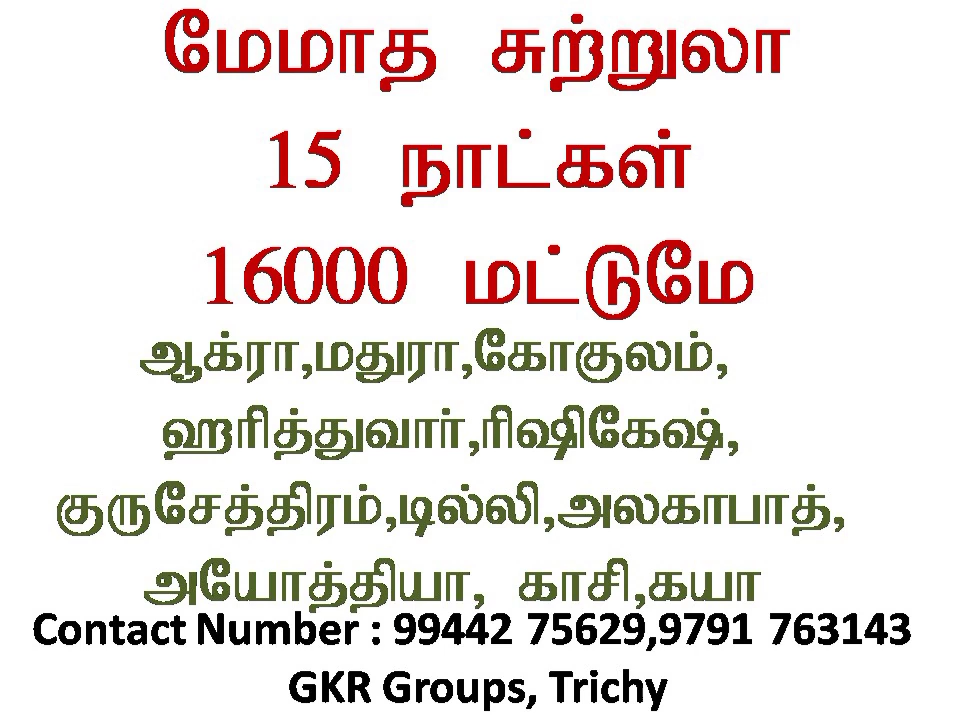 மேமாத சுற்றுலா
15 நாட்கள்
16000 மட்டுமே
ஆக்ரா,மதுரா,கோகுலம்,
ஹரித்துவார்,ரிஷிகேஷ்,
குருசேத்திரம்,டில்லி,அலகாபாத்,
அயோத்தியா, காசி,கயா
Contact Number : 99442 75629,9791 763143
GKR Groups, Trichy